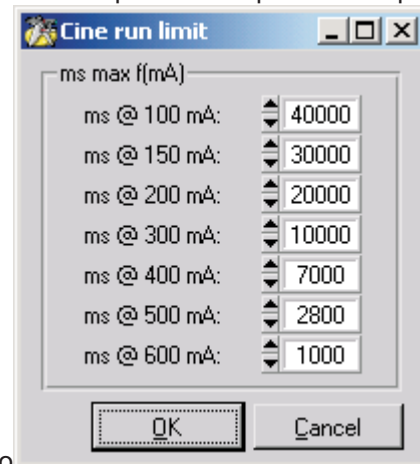 Cine run limit
ms max f(mA)
ms @ 100 mA: 40000
ms @ 150 mA: 30000
ms @ 200 mA: 20000
ms @ 300 mA: 10000
ms @ 400 mA: 7000
ms @ 500 mA: 2800
ms @ 600 mA: 1000
OK Cancel